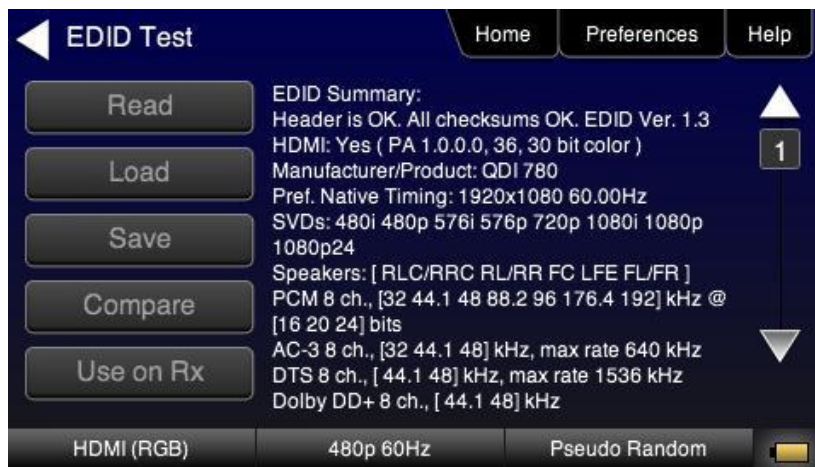 EDID Test
Home
Preferences
Help
Read
Load
Save
Compare
Use on Rx
EDID Summary:
Header is OK. All checksums OK. EDID Ver. 1.3
HDMI: Yes ( PA 1.0.0.0, 36, 30 bit color )
Manufacturer/Product: QDI 780
Pref. Native Timing: 1920x1080 60.00Hz
SVDs: 480i 480p 576i 576p 720p 1080i 1080p
1080p24
Speakers: [ RLC/RRC RL/RR FC LFE FL/FR ]
PCM 8 ch., [32 44.1 48 88.2 96 176.4 192] kHz @
[16 20 24] bits
AC-3 8 ch., [32 44.1 48] kHz, max rate 640 kHz
DTS 8 ch., [ 44.1 48] kHz, max rate 1536 kHz
Dolby DD+ 8 ch., [ 44.1 48] kHz
1
HDMI (RGB)
480p 60Hz
Pseudo Random